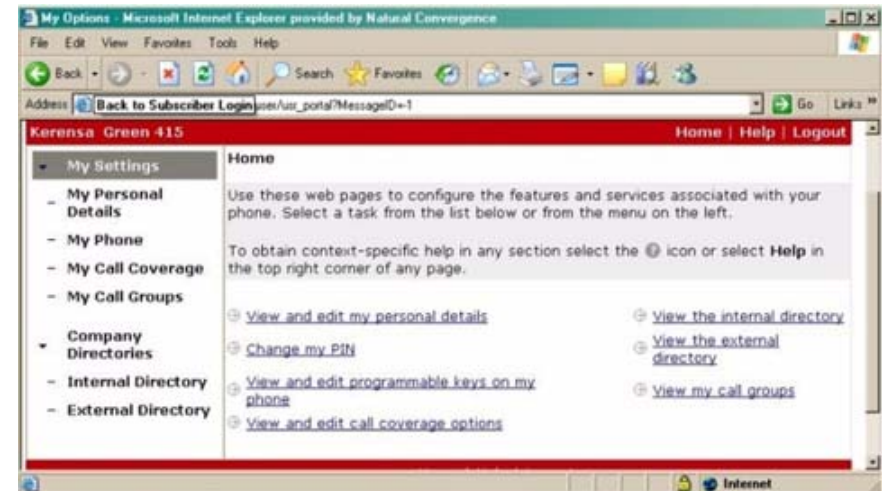 My Options - Microsoft Internet Explorer provided by Natural Convergence
File Edit View Favorites Tools Help
Back Search Favorites
Address Back to Subscriber Login user/usr_portal?MessageID=-1 Go Links »
Kerensa Green 415 Home | Help | Logout
My Settings
My Personal
Details
- My Phone
- My Call Coverage
- My Call Groups
Company
Directories
- Internal Directory
- External Directory
Home
Use these web pages to configure the features and services associated with your
phone. Select a task from the list below or from the menu on the left.
To obtain context-specific help in any section select the icon or select Help in
the top right corner of any page.
View and edit my personal details
Change my PIN
View and edit programmable keys on my
phone
View and edit call coverage options
View the internal directory
View the external
directory
View my call groups
Internet